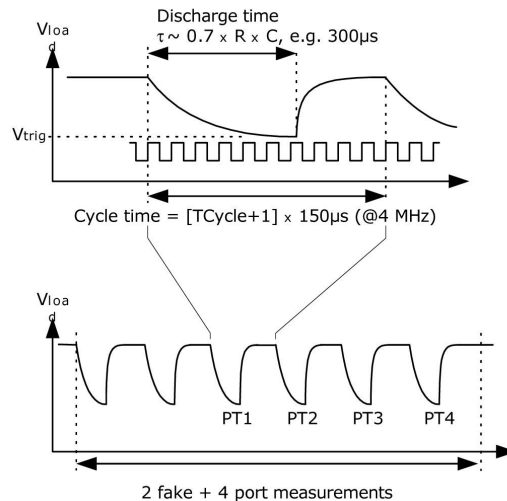 Discharge time
τ ~ 0.7 x R x C, e.g. 300µs
Vloa
d
Vtrig
Cycle time = [TCycle+1] x 150µs (@4 MHz)
Vloa
d
PT1 PT2 PT3 PT4
2 fake + 4 port measurements